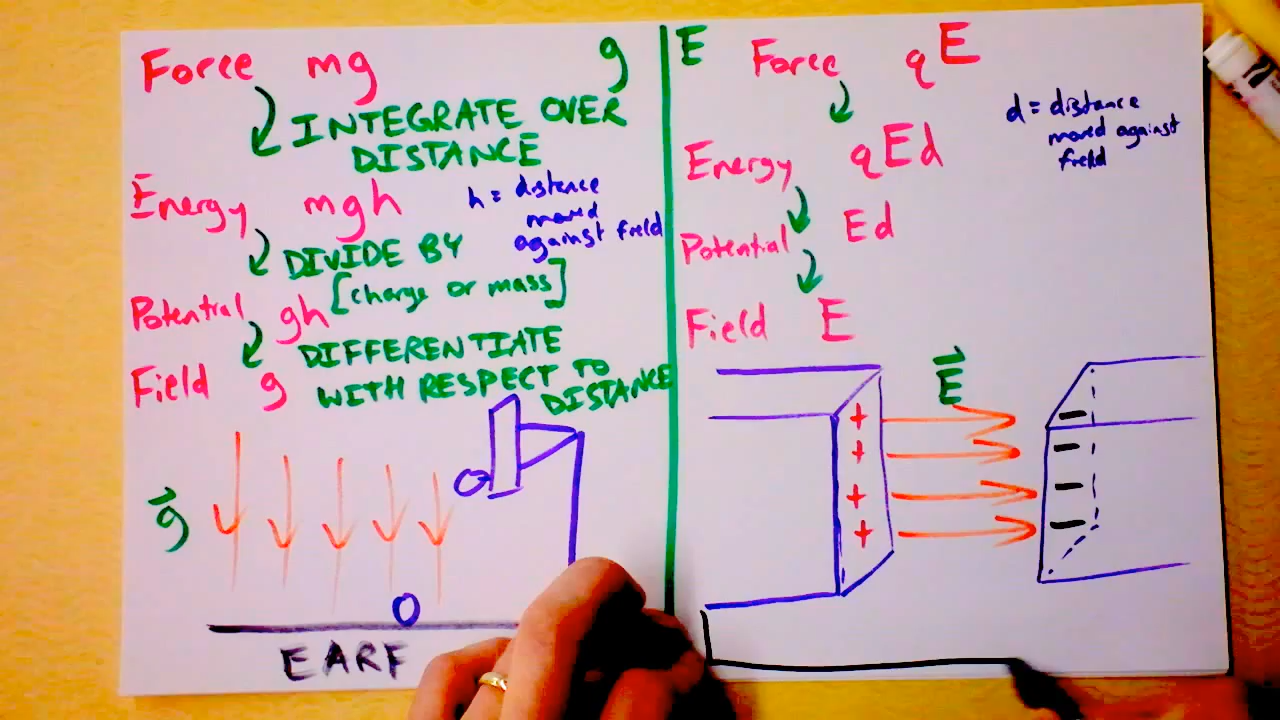 Force mg g
INTEGRATE OVER
DISTANCE
Energy mgh
h = distance
moved
against field
DIVIDE BY
[charge or mass]
Potential gh
DIFFERENTIATE
WITH RESPECT TO
DISTANCE
Field g
g
O
O
EARF
E Force qE
d = distance
moved against
field
Energy qEd
Potential Ed
Field E
E
+
+
+
+
−
−
−
−